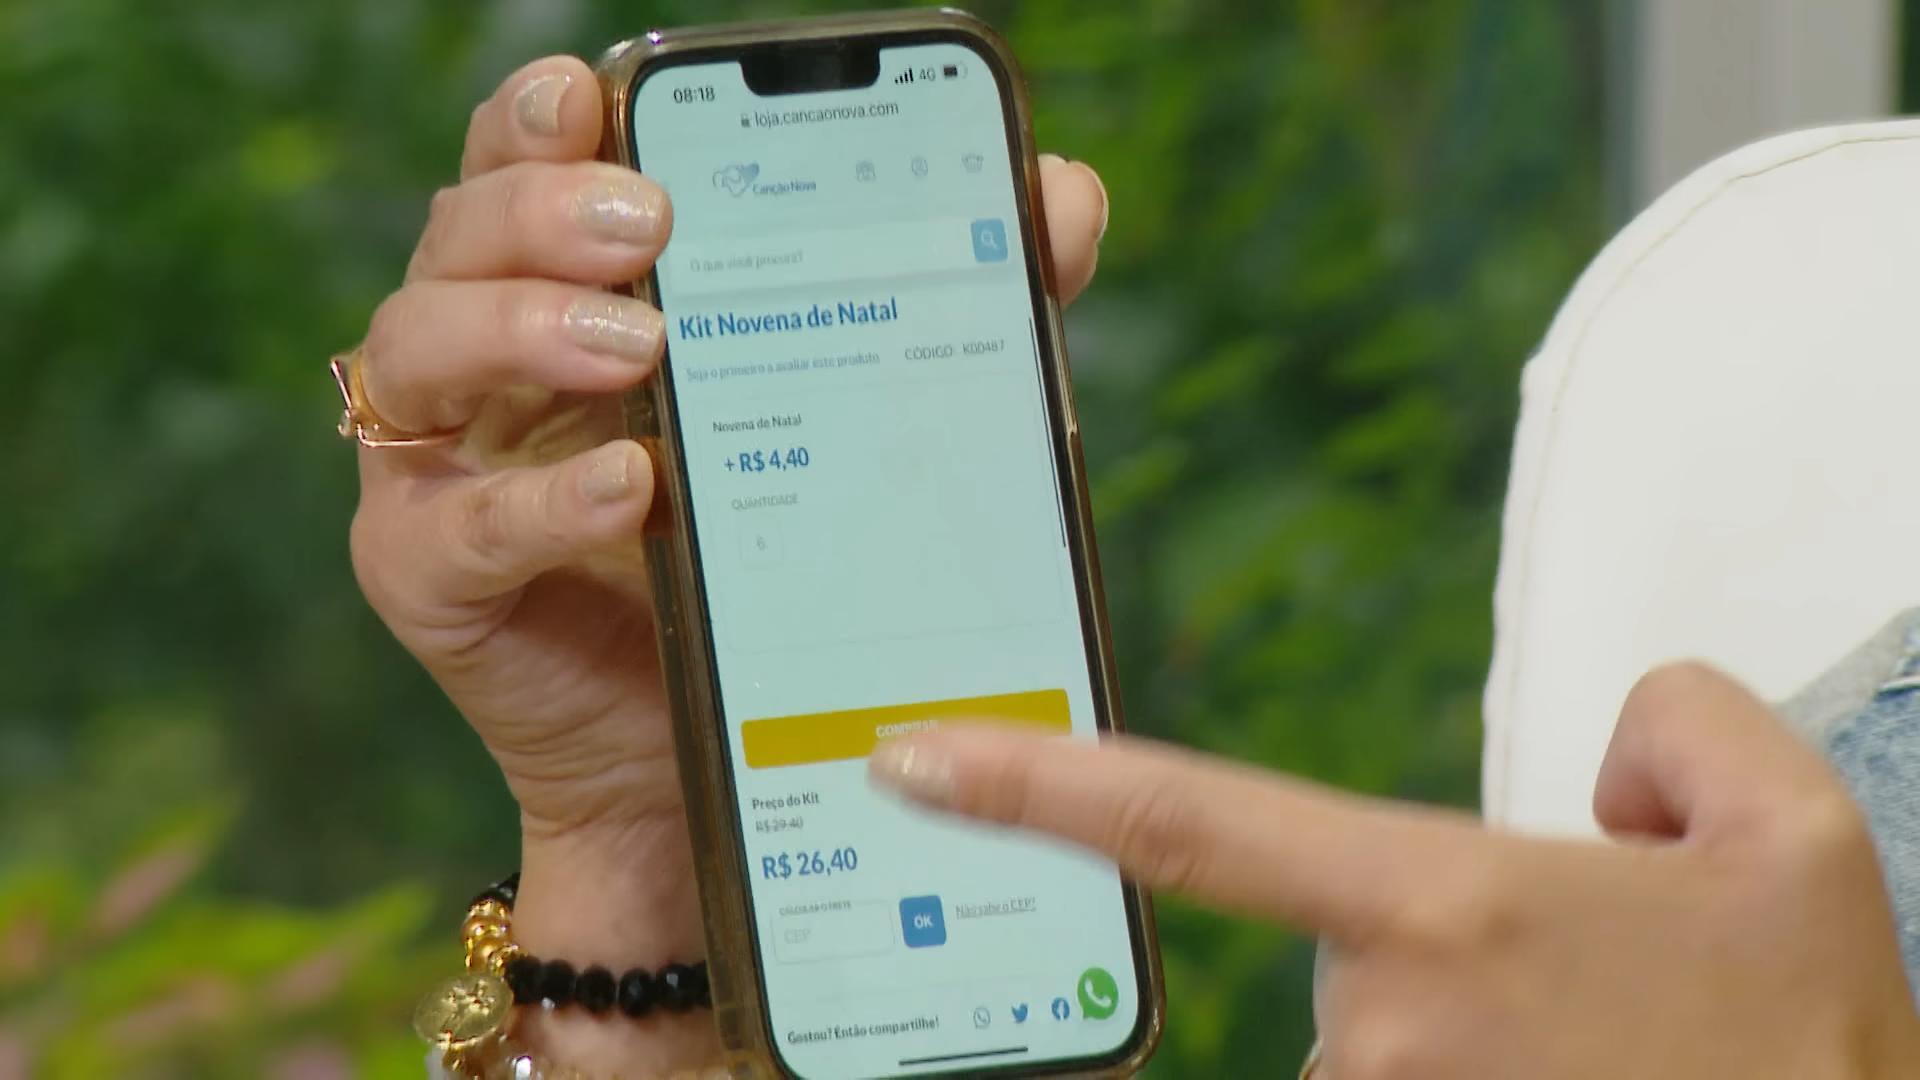 08:18 4G
loja.cancaonova.com
Canção Nova
O que você procura?
Kit Novena de Natal
Seja o primeiro a avaliar este produto CÓDIGO: K00487
Novena de Natal
+ R$ 4,40
QUANTIDADE
6
COMPRAR
Preço do Kit
R$ 29,40
R$ 26,40
CALCULAR O FRETE
CEP
OK
Não sabe o CEP?
Gostou? Então compartilhe!